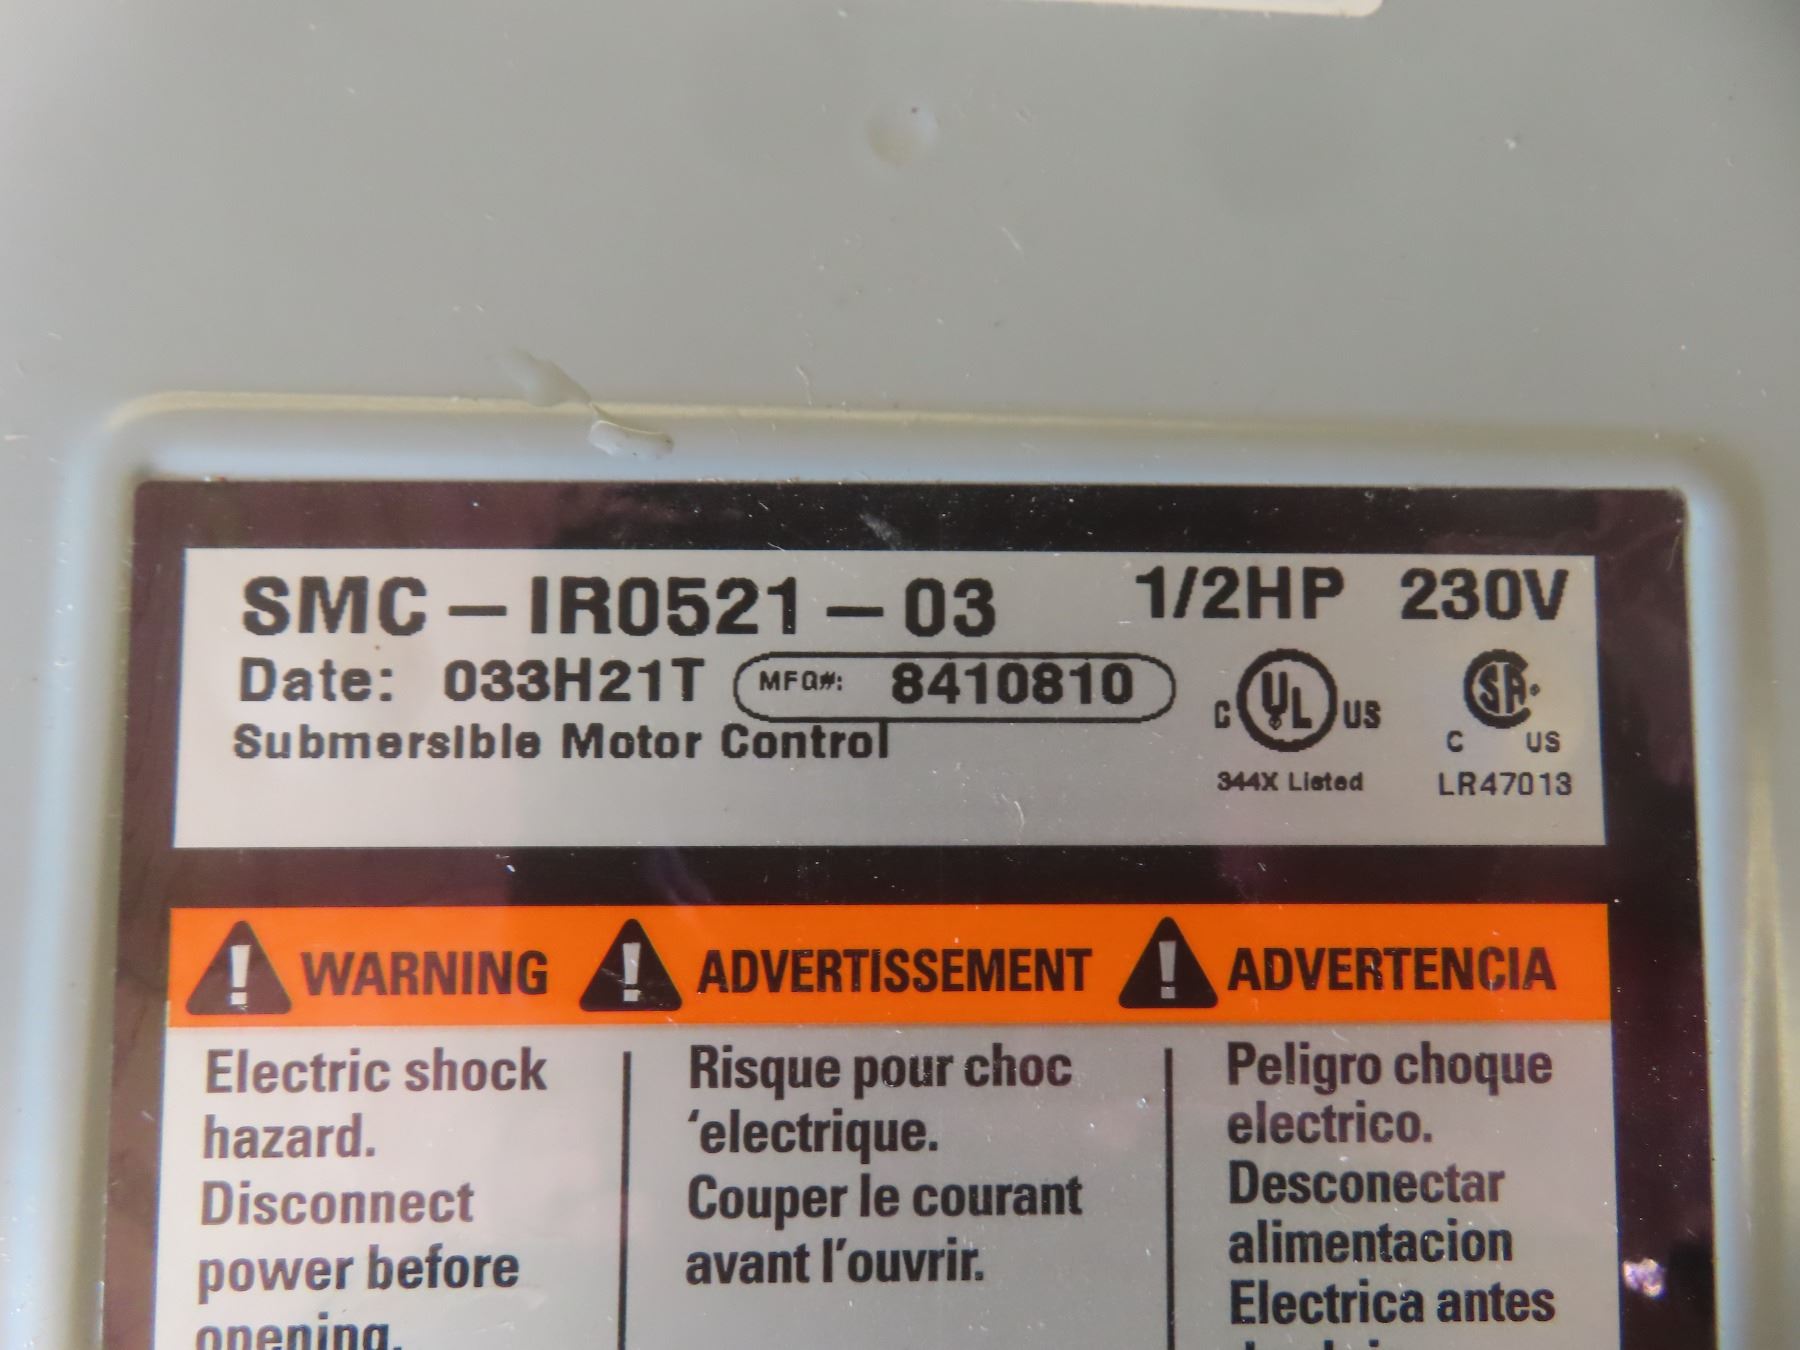 SMC-IR0521-03 1/2HP 230V
Date: 033H21T MFG#: 8410810
Submersible Motor Control
C UL US
344X Listed
SA
C US
LR47013
WARNING
Electric shock
hazard.
Disconnect
power before
opening.
ADVERTISSEMENT
Risque pour choc
‘electrique.
Couper le courant
avant l'ouvrir.
ADVERTENCIA
Peligro choque
electrico.
Desconectar
alimentacion
Electrica antes